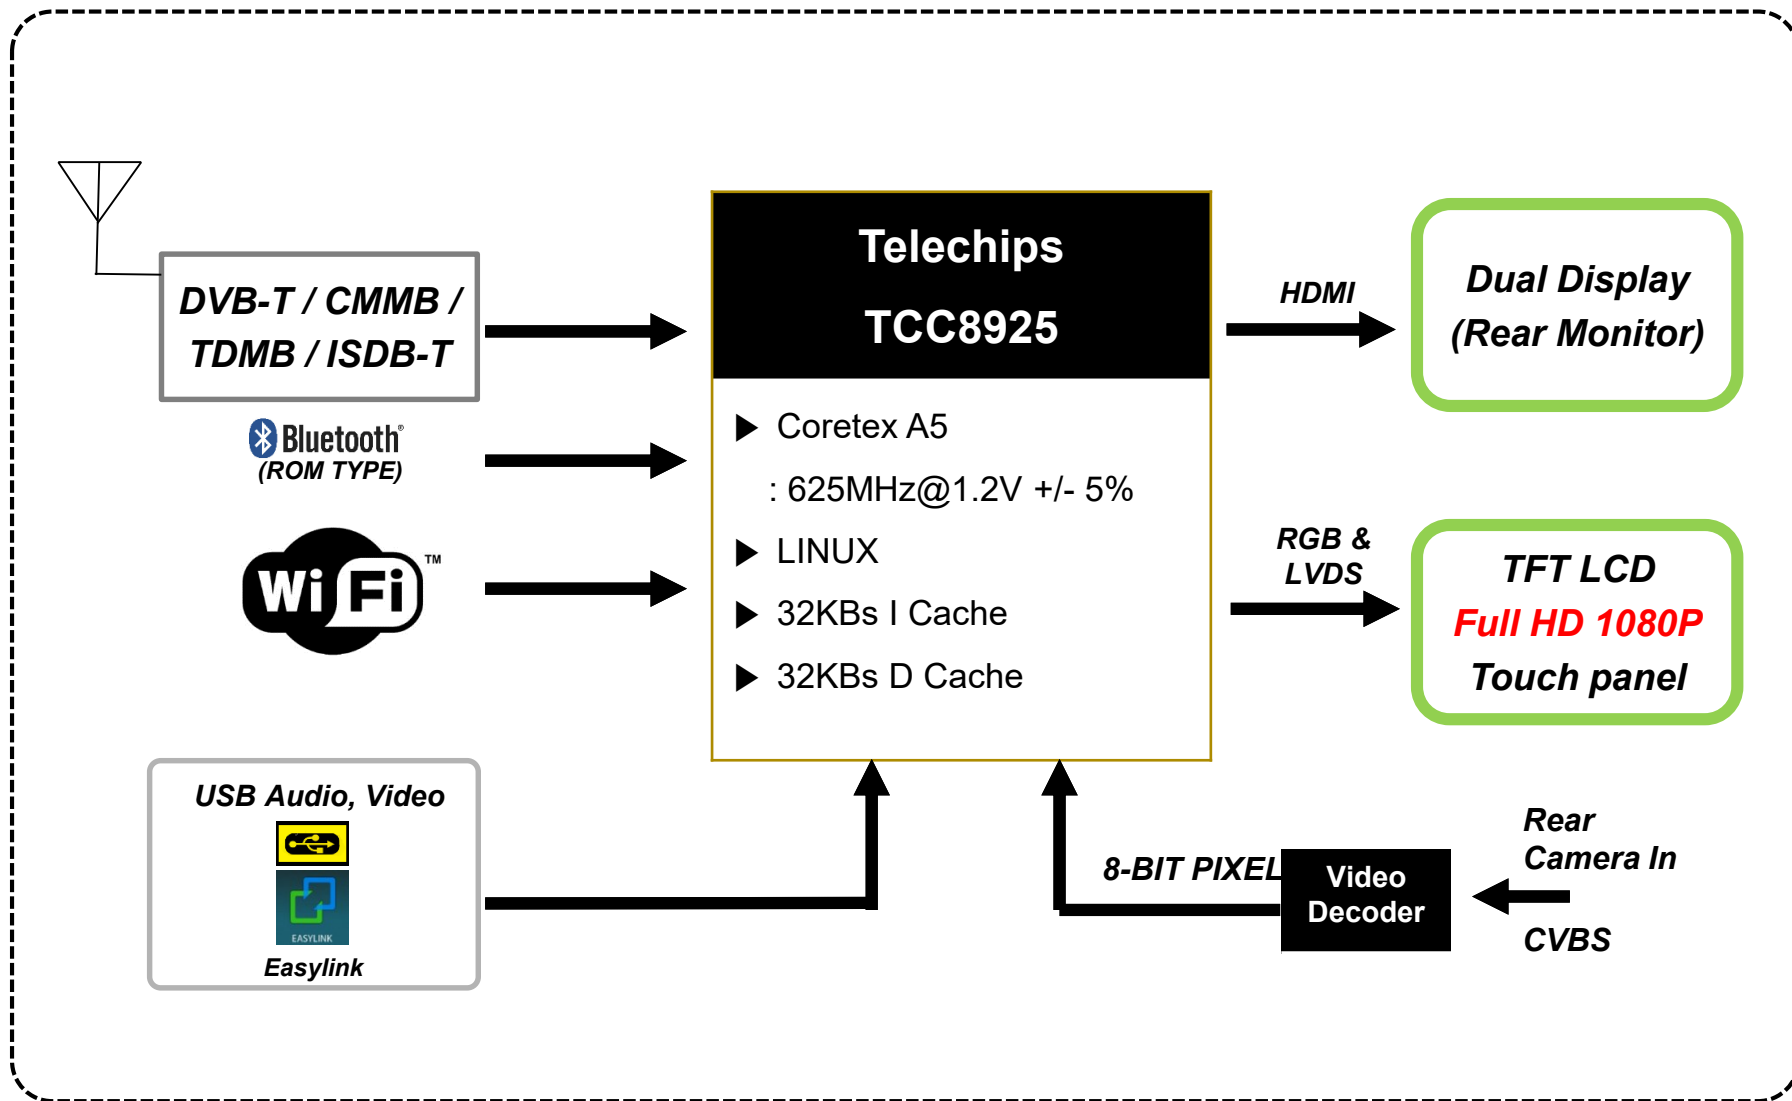 DVB-T / CMMB /
TDMB / ISDB-T
Bluetooth®
(ROM TYPE)
WiFi™
USB Audio, Video
EASYLINK
Easylink
Telechips
TCC8925
▶ Coretex A5
: 625MHz@1.2V +/- 5%
▶ LINUX
▶ 32KBs I Cache
▶ 32KBs D Cache
HDMI
Dual Display
(Rear Monitor)
RGB &
LVDS
TFT LCD
Full HD 1080P
Touch panel
8-BIT PIXEL
Video
Decoder
Rear
Camera In
CVBS